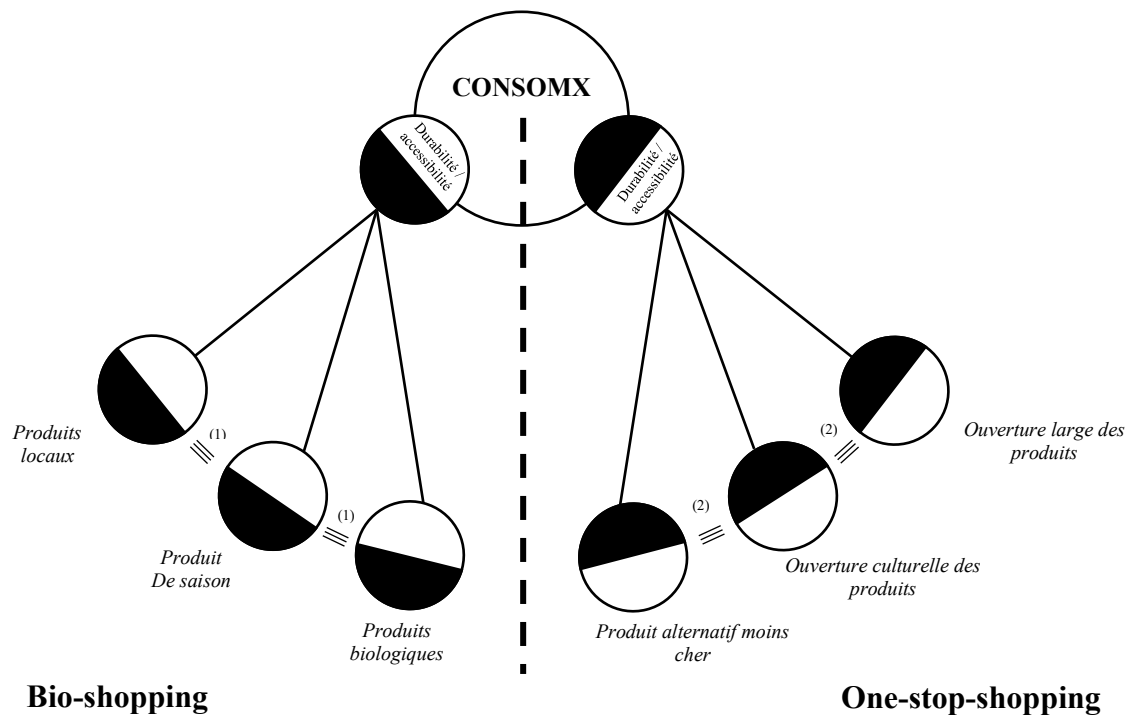 CONSOMX
Durabilité /
accessibilité
Durabilité /
accessibilité
Produits
locaux
(1)
Produit
De saison
(1)
Produits
biologiques
Ouverture large des
produits
(2)
Ouverture culturelle des
produits
(2)
Produit alternatif moins
cher
Bio-shopping
One-stop-shopping